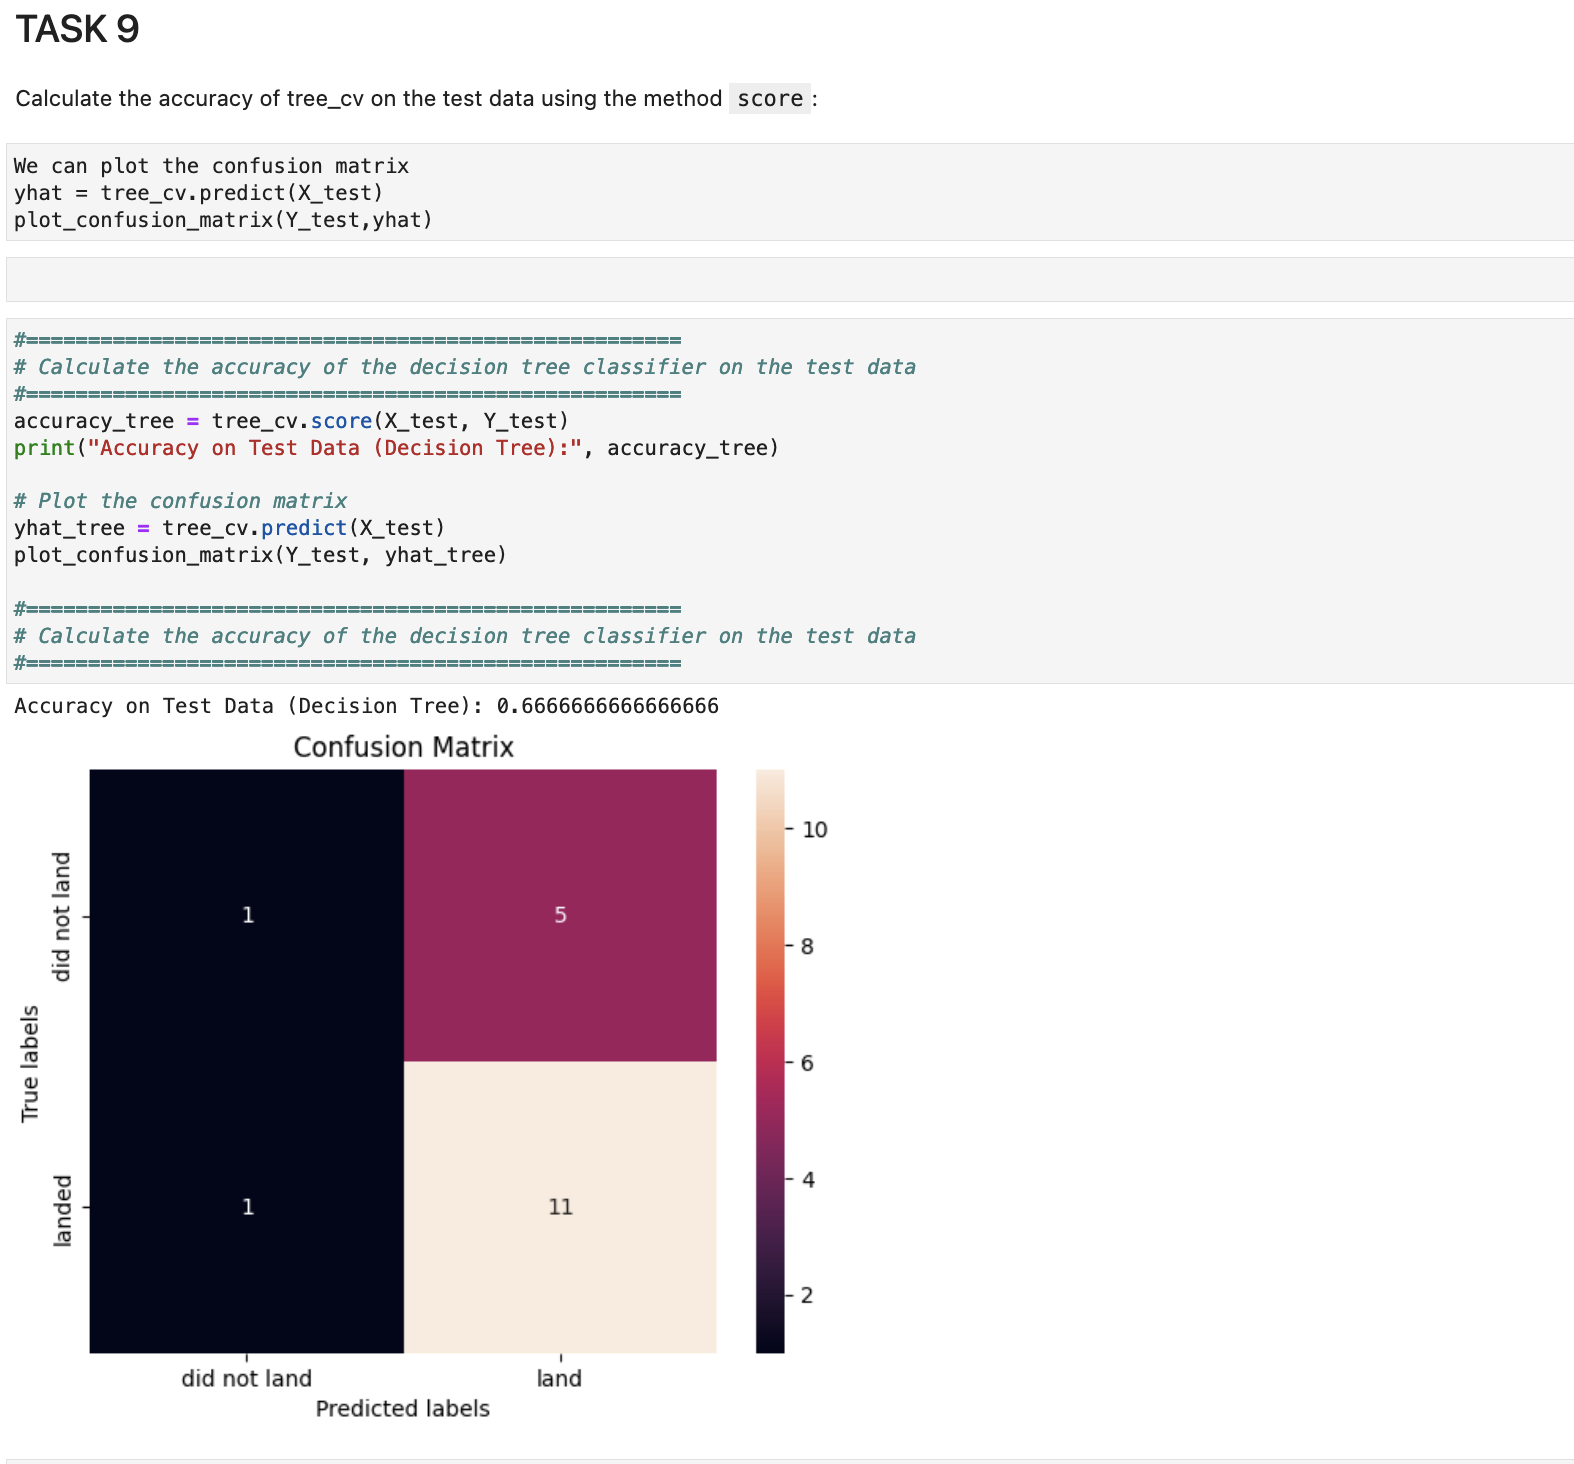 TASK 9
Calculate the accuracy of tree_cv on the test data using the method score :
We can plot the confusion matrix
yhat = tree_cv.predict(X_test)
plot_confusion_matrix(Y_test,yhat)
#=====================================================
# Calculate the accuracy of the decision tree classifier on the test data
#=====================================================
accuracy_tree = tree_cv.score(X_test, Y_test)
print("Accuracy on Test Data (Decision Tree):", accuracy_tree)
# Plot the confusion matrix
yhat_tree = tree_cv.predict(X_test)
plot_confusion_matrix(Y_test, yhat_tree)
#=====================================================
# Calculate the accuracy of the decision tree classifier on the test data
#=====================================================
Accuracy on Test Data (Decision Tree): 0.6666666666666666
Confusion Matrix
True labels
did not land
landed
1
5
1
11
did not land
land
Predicted labels
10
8
6
4
2